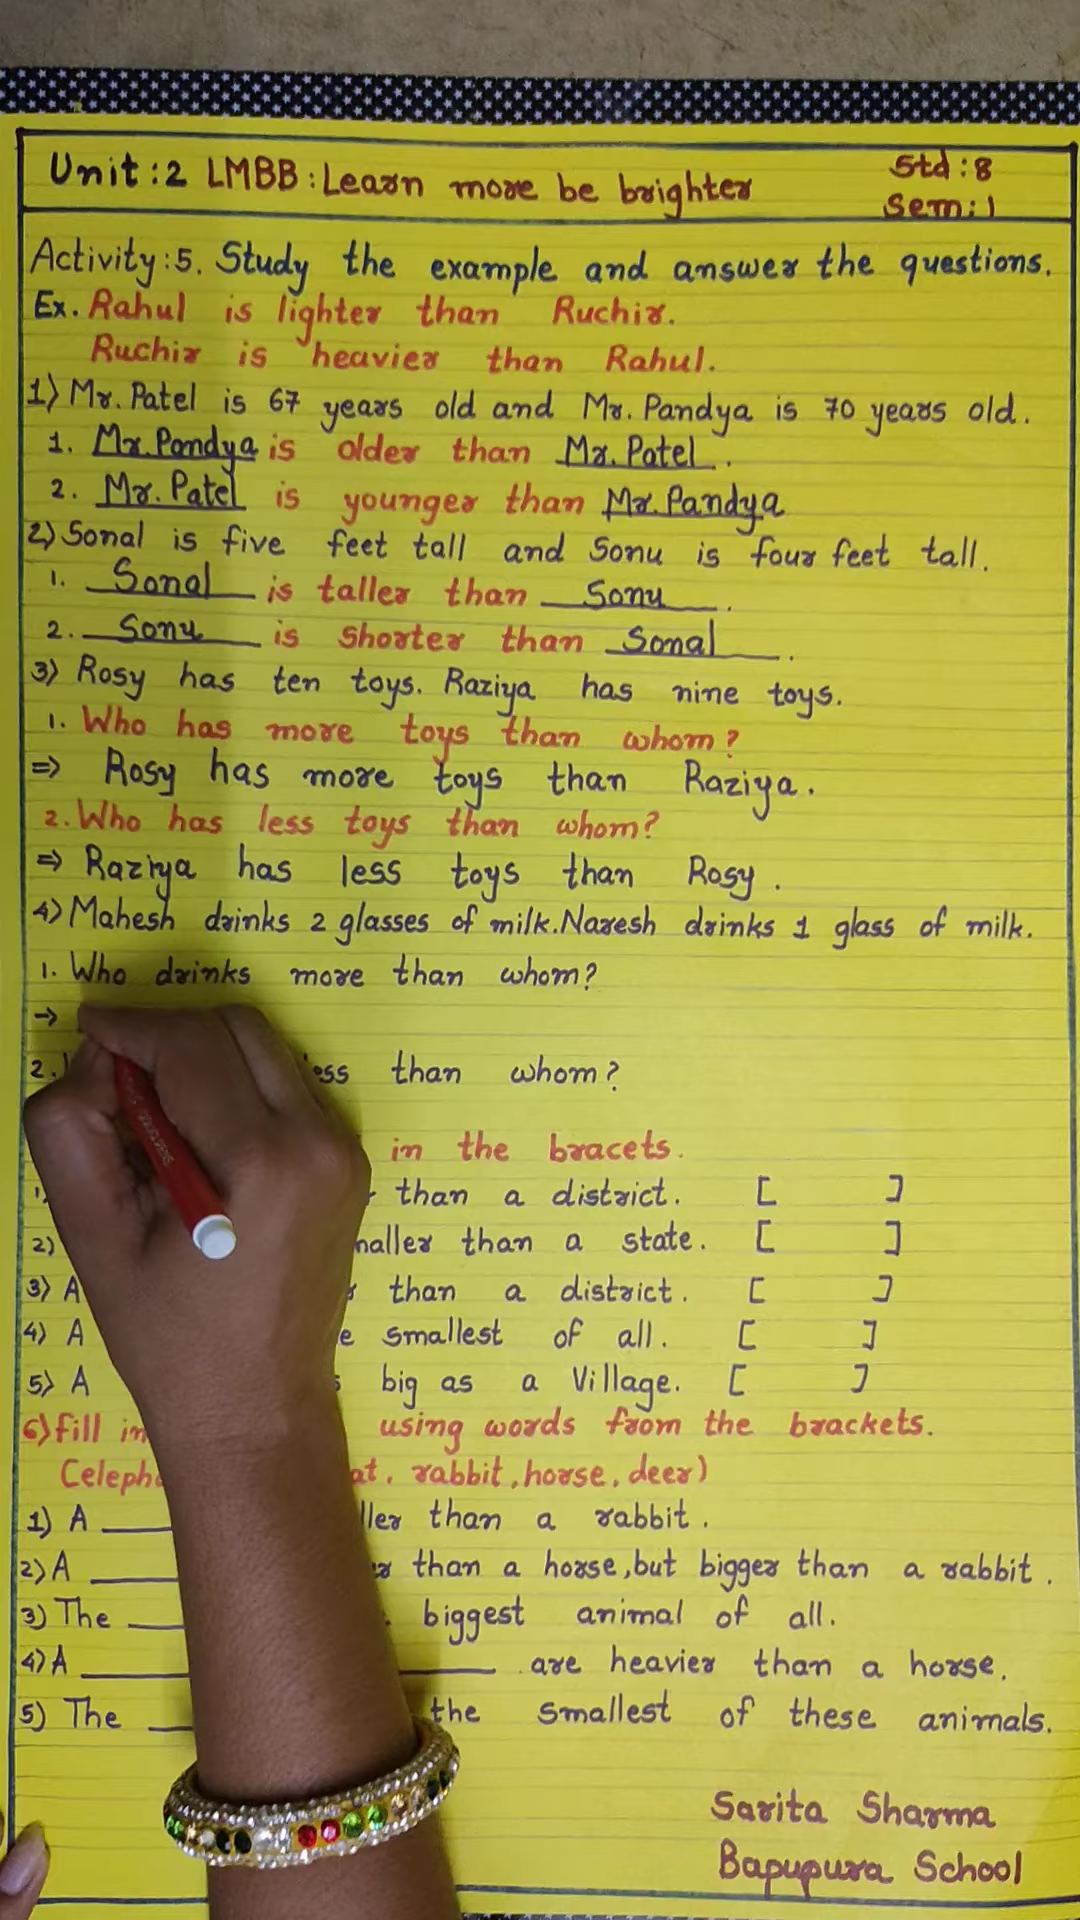 Unit:2 LMBB:Learn more be brighter
Std:8
Sem:1
Activity:5. Study the example and answer the questions.
Ex. Rahul is lighter than Ruchir.
Ruchir is heavier than Rahul.
1) Mr. Patel is 67 years old and Mr. Pandya is 70 years old.
1. Mr. Pandya is older than Mr. Patel.
2. Mr. Patel is younger than Mr. Pandya
2) Sonal is five feet tall and Sonu is four feet tall.
1. Sonal is taller than Sonu.
2. Sonu is shorter than Sonal.
3) Rosy has ten toys. Raziya has nine toys.
1. Who has more toys than whom?
⇒ Rosy has more toys than Raziya.
2. Who has less toys than whom?
⇒ Raziya has less toys than Rosy.
4) Mahesh drinks 2 glasses of milk. Naresh drinks 1 glass of milk.
1. Who drinks more than whom?
→
2. than whom?
in the bracets.
than a district. [ ]
2) than a state. [ ]
3) A than a district. [ ]
4) A smallest of all. [ ]
5) A big as a Village. [ ]
6) Fill in using words from the brackets.
rabbit, horse, deer)
1) A ____ than a rabbit.
2) A ____ than a horse, but bigger than a rabbit.
3) The ____ biggest animal of all.
4) A ____ ____ are heavier than a horse.
5) The ____ the smallest of these animals.
Sarita Sharma
Bapupura School